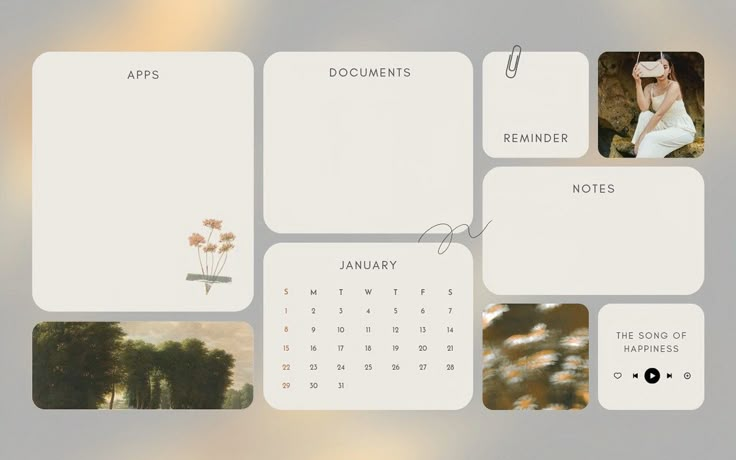 APPS
DOCUMENTS
REMINDER
NOTES
JANUARY
S M T W T F S
1 2 3 4 5 6 7
8 9 10 11 12 13 14
15 16 17 18 19 20 21
22 23 24 25 26 27 28
29 30 31
THE SONG OF
HAPPINESS